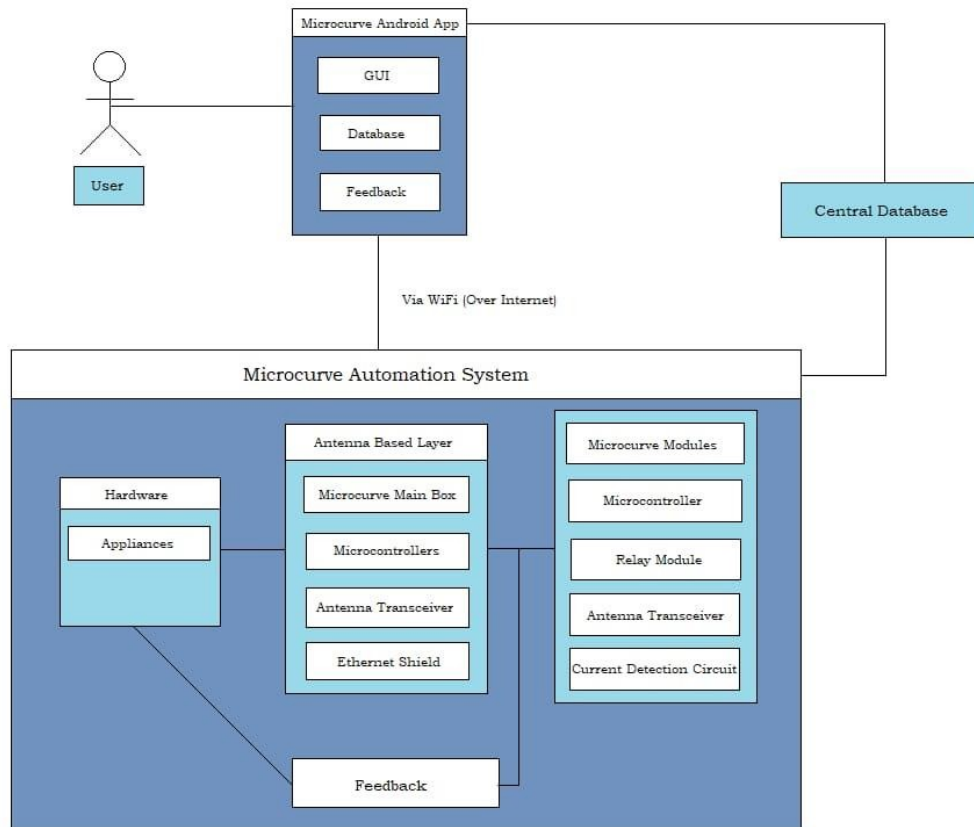 Microcurve Android App
GUI
Database
Feedback
User
Central Database
Via WiFi (Over Internet)
Microcurve Automation System
Hardware
Appliances
Antenna Based Layer
Microcurve Main Box
Microcontrollers
Antenna Transceiver
Ethernet Shield
Microcurve Modules
Microcontroller
Relay Module
Antenna Transceiver
Current Detection Circuit
Feedback